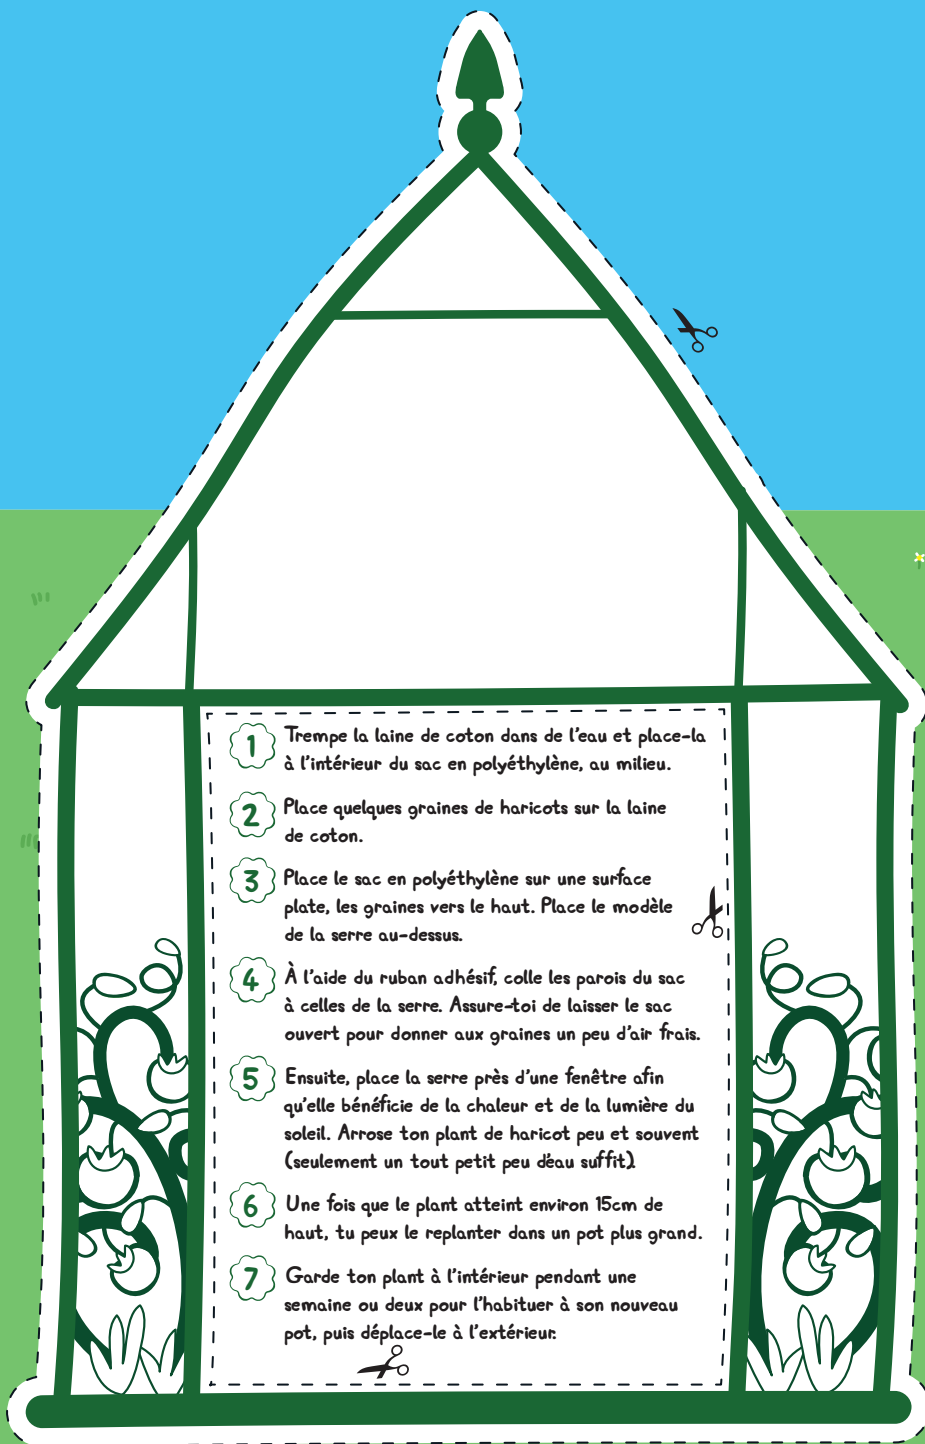 1
Trempe la laine de coton dans de l'eau et place-la
à l'intérieur du sac en polyéthylène, au milieu.
2
Place quelques graines de haricots sur la laine
de coton.
3
Place le sac en polyéthylène sur une surface
plate, les graines vers le haut. Place le modèle
de la serre au-dessus.
4
À l'aide du ruban adhésif, colle les parois du sac
à celles de la serre. Assure-toi de laisser le sac
ouvert pour donner aux graines un peu d'air frais.
5
Ensuite, place la serre près d'une fenêtre afin
qu'elle bénéficie de la chaleur et de la lumière du
soleil. Arrose ton plant de haricot peu et souvent
(seulement un tout petit peu d'eau suffit).
6
Une fois que le plant atteint environ 15cm de
haut, tu peux le replanter dans un pot plus grand.
7
Garde ton plant à l'intérieur pendant une
semaine ou deux pour l'habituer à son nouveau
pot, puis déplace-le à l'extérieur.